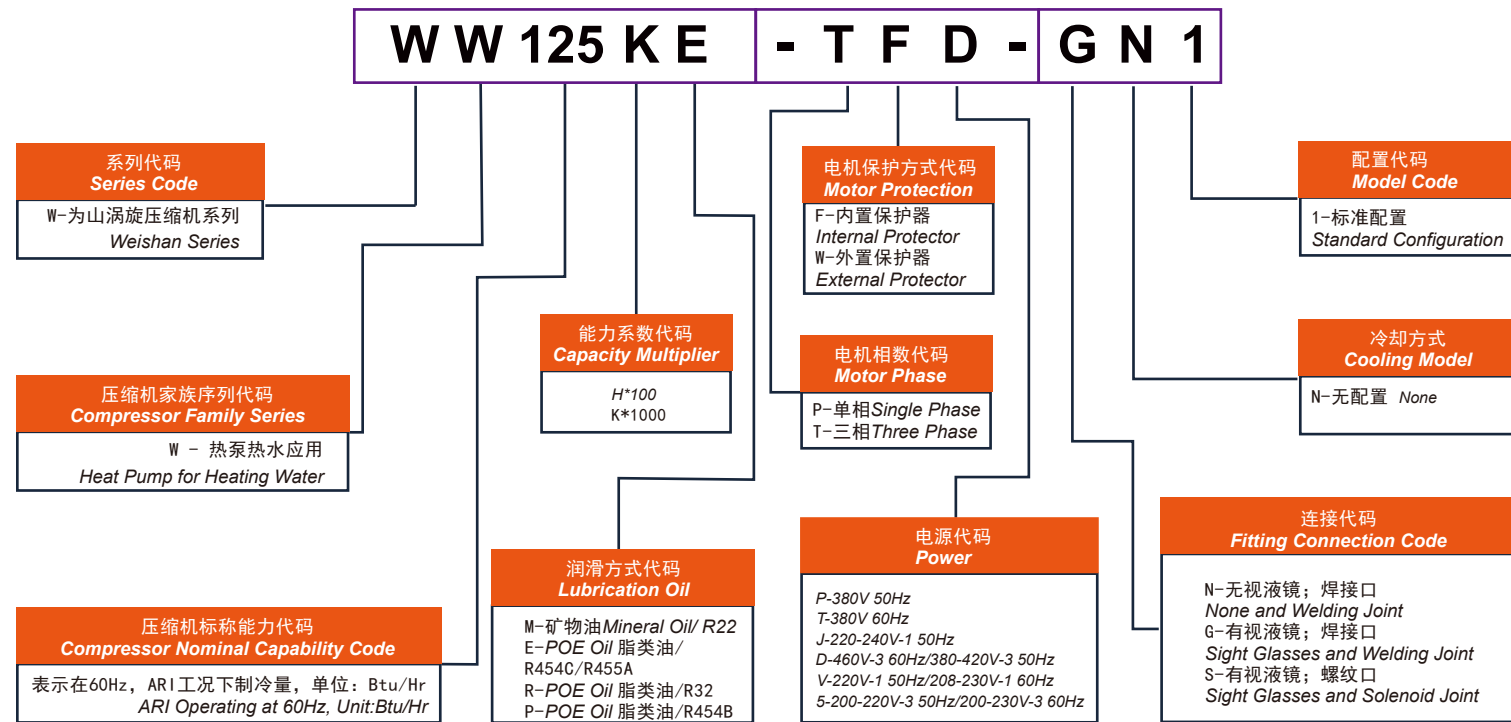 WW125KE -TFD-GN1
系列代码
Series Code
W-为山涡旋压缩机系列
Weishan Series
压缩机家族序列代码
Compressor Family Series
W - 热泵热水应用
Heat Pump for Heating Water
压缩机标称能力代码
Compressor Nominal Capability Code
表示在60Hz, ARI工况下制冷量, 单位: Btu/Hr
ARI Operating at 60Hz, Unit:Btu/Hr
能力系数代码
Capacity Multiplier
H*100
K*1000
润滑方式代码
Lubrication Oil
M-矿物油Mineral Oil/ R22
E-POE Oil 脂类油/
R454C/R455A
R-POE Oil 脂类油/R32
P-POE Oil 脂类油/R454B
电机保护方式代码
Motor Protection
F-内置保护器
Internal Protector
W-外置保护器
External Protector
电机相数代码
Motor Phase
P-单相Single Phase
T-三相Three Phase
电源代码
Power
P-380V 50Hz
T-380V 60Hz
J-220-240V-1 50Hz
D-460V-3 60Hz/380-420V-3 50Hz
V-220V-1 50Hz/208-230V-1 60Hz
5-200-220V-3 50Hz/200-230V-3 60Hz
配置代码
Model Code
1-标准配置
Standard Configuration
冷却方式
Cooling Model
N-无配置 None
连接代码
Fitting Connection Code
N-无视液镜; 焊接口
None and Welding Joint
G-有视液镜; 焊接口
Sight Glasses and Welding Joint
S-有视液镜; 螺纹口
Sight Glasses and Solenoid Joint